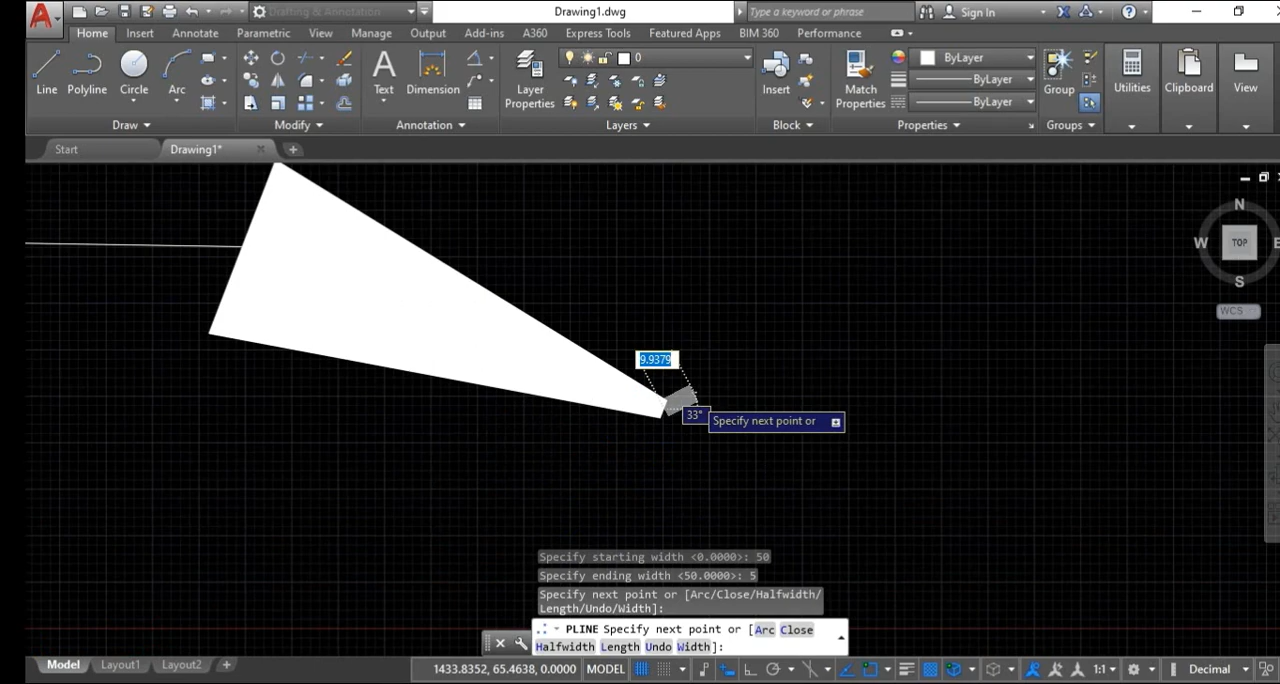 Drafting & Annotation
Drawing1.dwg
Type a keyword or phrase
Sign In
Home Insert Annotate Parametric View Manage Output Add-ins A360 Express Tools Featured Apps BIM 360 Performance
Line Polyline Circle Arc
Text Dimension
Layer Properties
0
Insert
Match Properties
ByLayer
ByLayer
ByLayer
Group
Utilities Clipboard View
Draw Modify Annotation Layers Block Properties Groups
Start Drawing1*
N
W TOP E
S
WCS
9.9379
33°
Specify next point or
Specify starting width <0.0000>: 50
Specify ending width <50.0000>: 5
Specify next point or [Arc/Close/Halfwidth/
Length/Undo/Width]:
PLINE Specify next point or [Arc Close
Halfwidth Length Undo Width]:
Model Layout1 Layout2
1433.8352, 65.4638, 0.0000 MODEL 1:1 Decimal